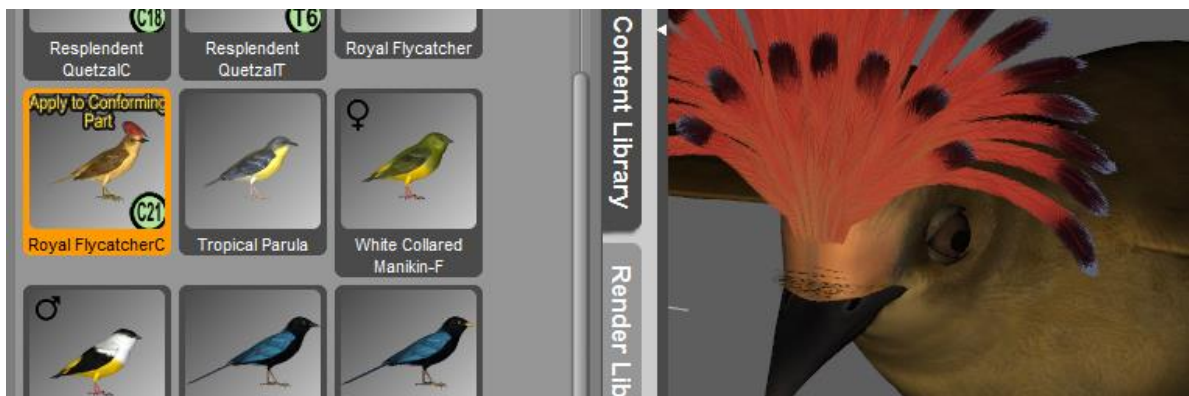 C18
T6
Resplendent
QuetzalC
Resplendent
QuetzalT
Royal Flycatcher
Apply to Conforming
Part
C21
Royal FlycatcherC
Tropical Parula
White Collared
Manikin-F
Content Library
Render Lib